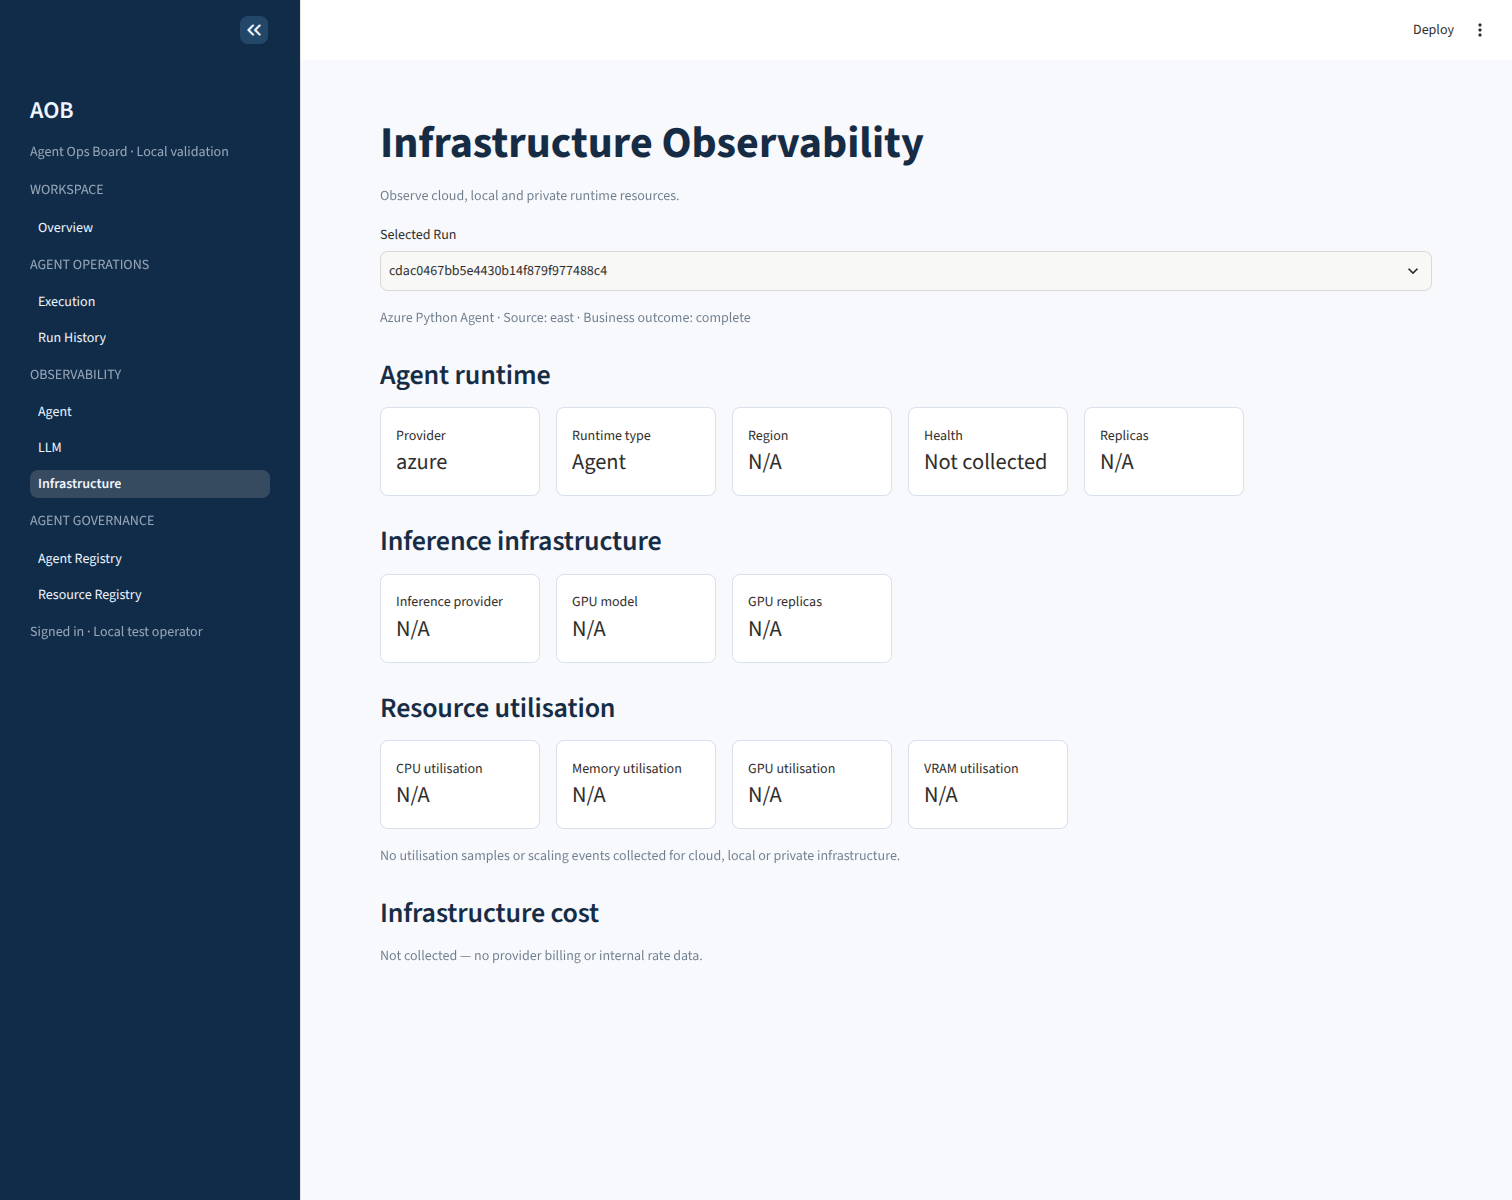 AOB
Agent Ops Board · Local validation
WORKSPACE
Overview
AGENT OPERATIONS
Execution
Run History
OBSERVABILITY
Agent
LLM
Infrastructure
AGENT GOVERNANCE
Agent Registry
Resource Registry
Signed in · Local test operator
Deploy
Infrastructure Observability
Observe cloud, local and private runtime resources.
Selected Run
cdac0467bb5e4430b14f879f977488c4
Azure Python Agent · Source: east · Business outcome: complete
Agent runtime
Provider
azure
Runtime type
Agent
Region
N/A
Health
Not collected
Replicas
N/A
Inference infrastructure
Inference provider
N/A
GPU model
N/A
GPU replicas
N/A
Resource utilisation
CPU utilisation
N/A
Memory utilisation
N/A
GPU utilisation
N/A
VRAM utilisation
N/A
No utilisation samples or scaling events collected for cloud, local or private infrastructure.
Infrastructure cost
Not collected — no provider billing or internal rate data.